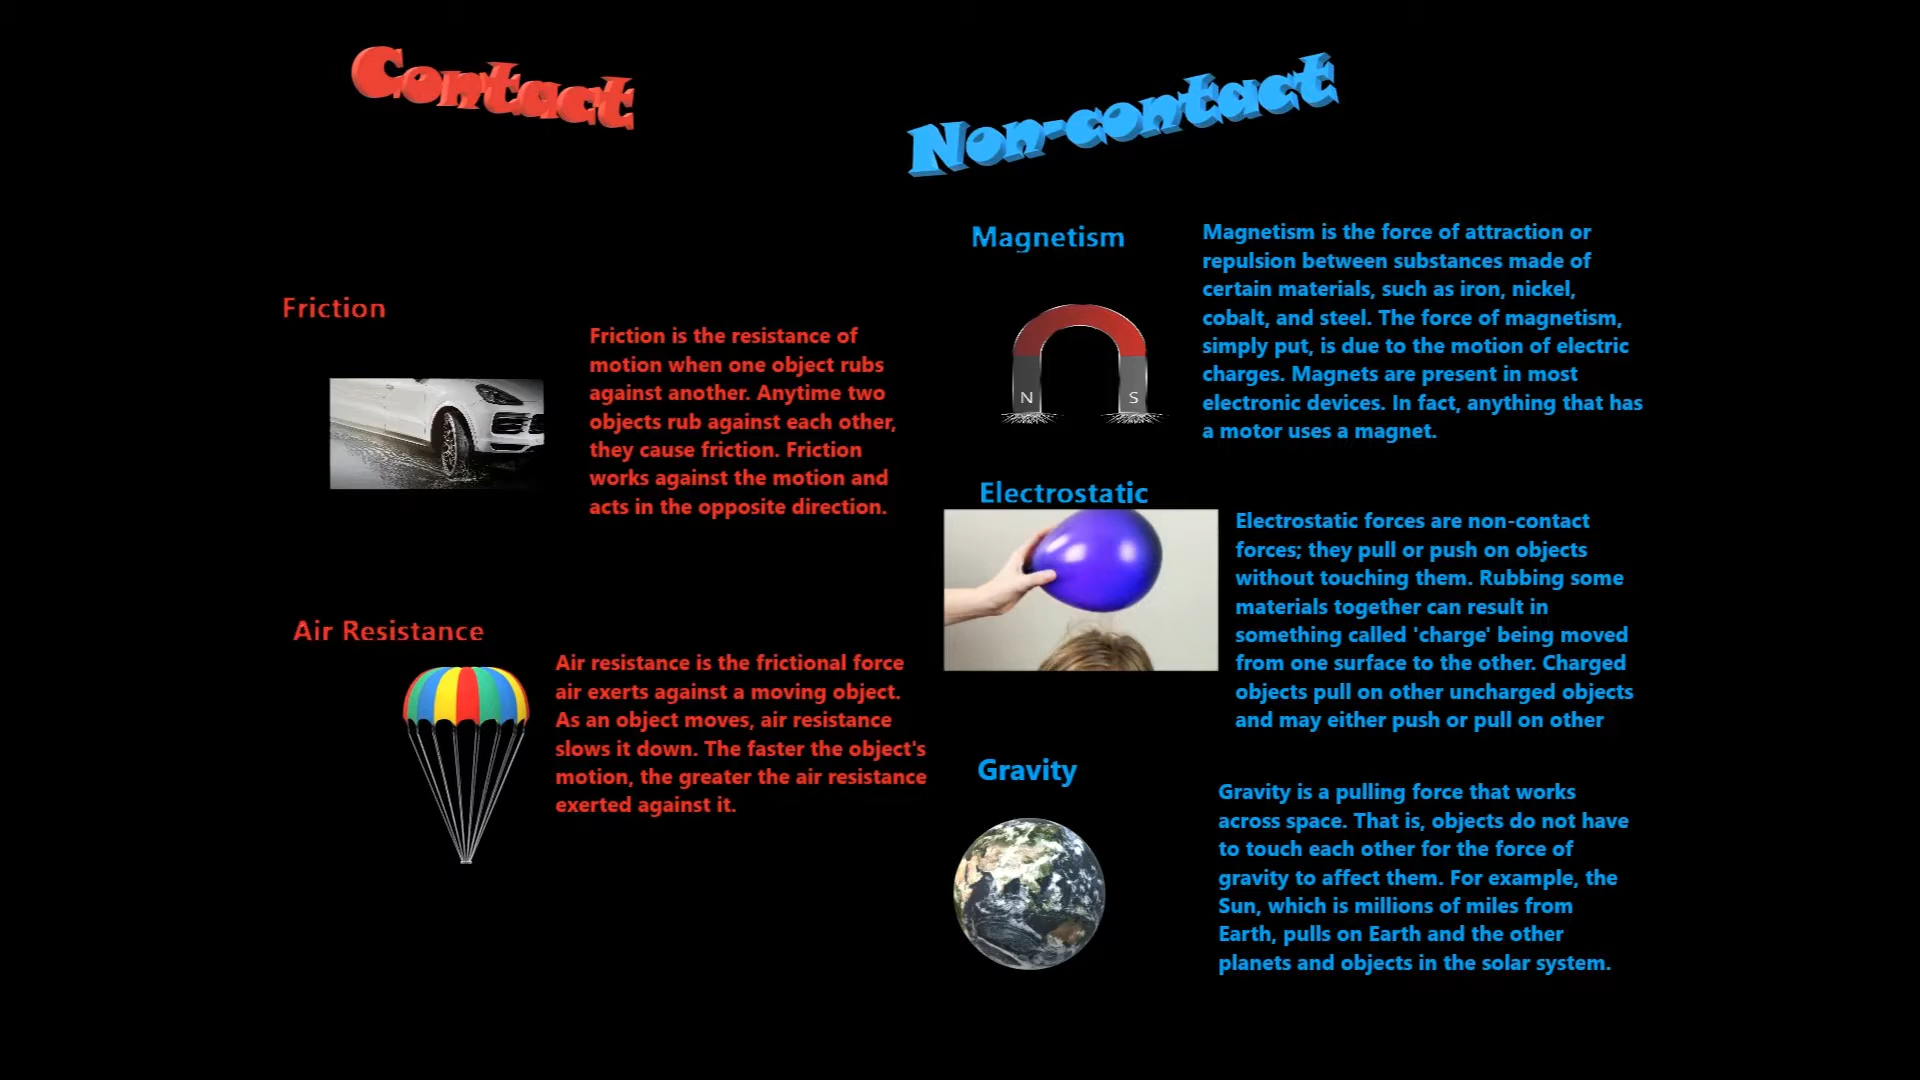 Contact
Non-contact
Friction
Friction is the resistance of
motion when one object rubs
against another. Anytime two
objects rub against each other,
they cause friction. Friction
works against the motion and
acts in the opposite direction.
Air Resistance
Air resistance is the frictional force
air exerts against a moving object.
As an object moves, air resistance
slows it down. The faster the object's
motion, the greater the air resistance
exerted against it.
Magnetism
N S
Magnetism is the force of attraction or
repulsion between substances made of
certain materials, such as iron, nickel,
cobalt, and steel. The force of magnetism,
simply put, is due to the motion of electric
charges. Magnets are present in most
electronic devices. In fact, anything that has
a motor uses a magnet.
Electrostatic
Electrostatic forces are non-contact
forces; they pull or push on objects
without touching them. Rubbing some
materials together can result in
something called 'charge' being moved
from one surface to the other. Charged
objects pull on other uncharged objects
and may either push or pull on other
Gravity
Gravity is a pulling force that works
across space. That is, objects do not have
to touch each other for the force of
gravity to affect them. For example, the
Sun, which is millions of miles from
Earth, pulls on Earth and the other
planets and objects in the solar system.